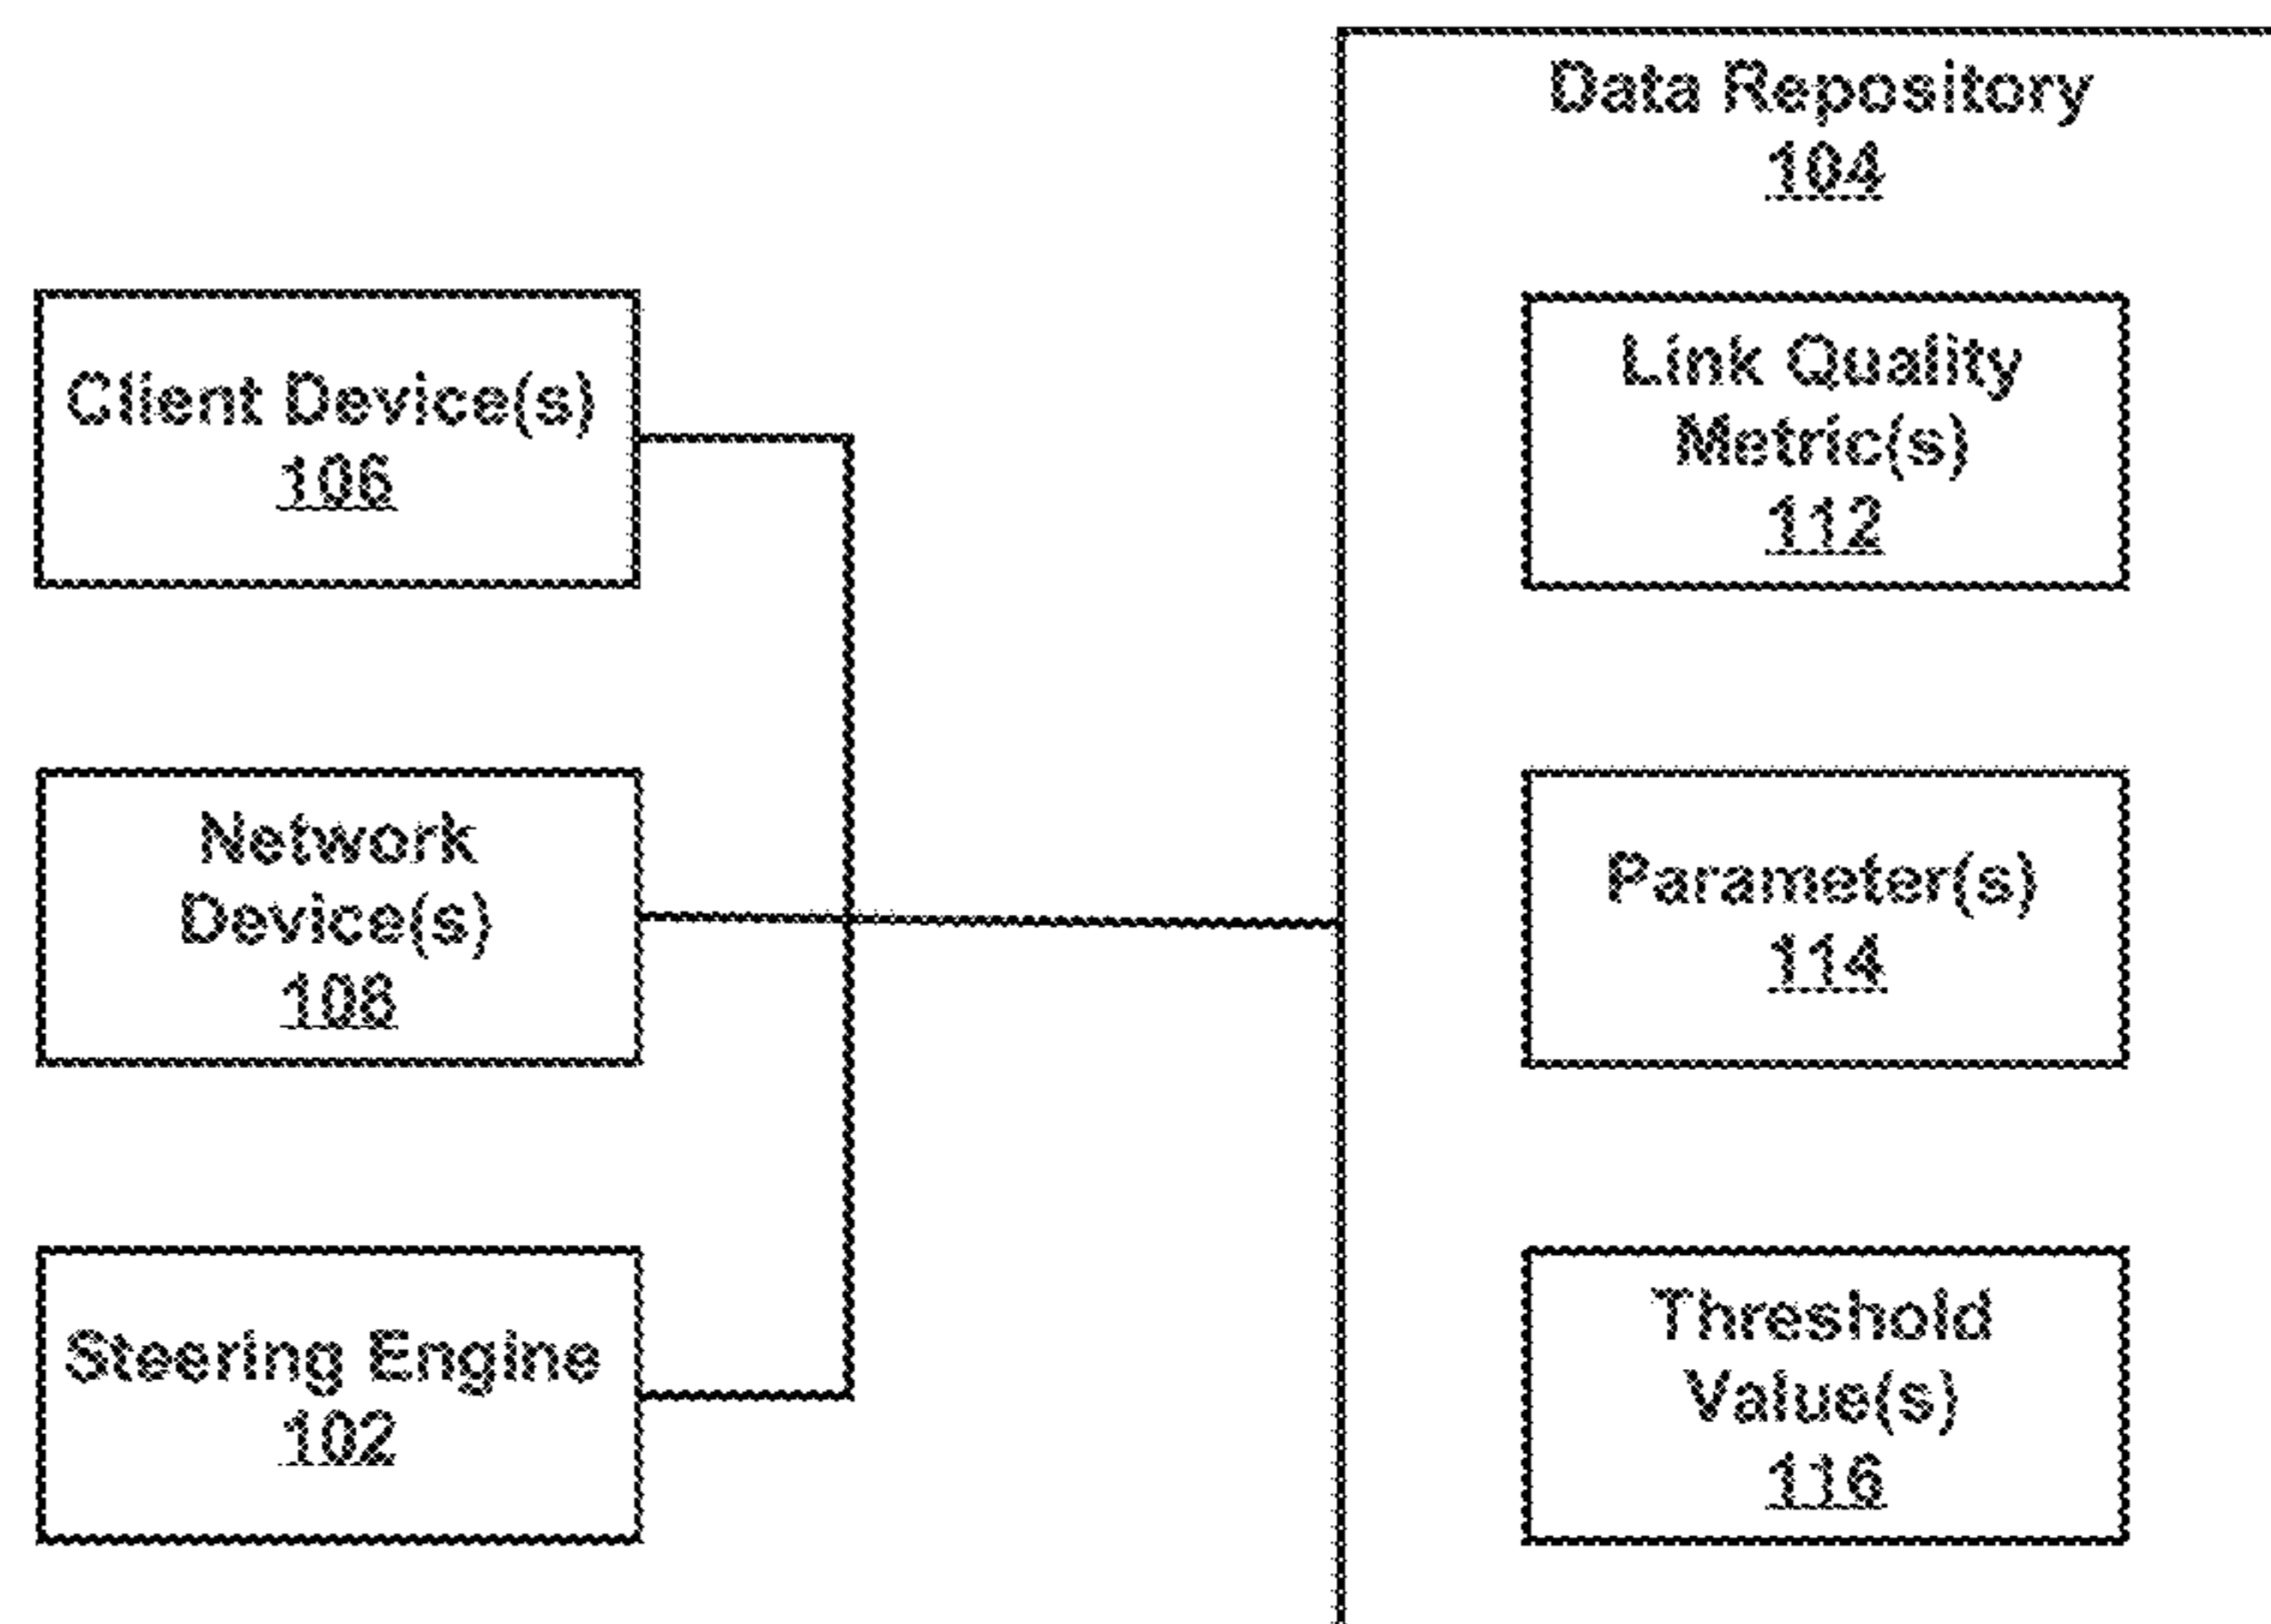 Data Repository
104
Client Device(s)
106
Link Quality
Metric(s)
112
Network
Device(s)
108
Parameter(s)
114
Steering Engine
102
Threshold
Value(s)
116